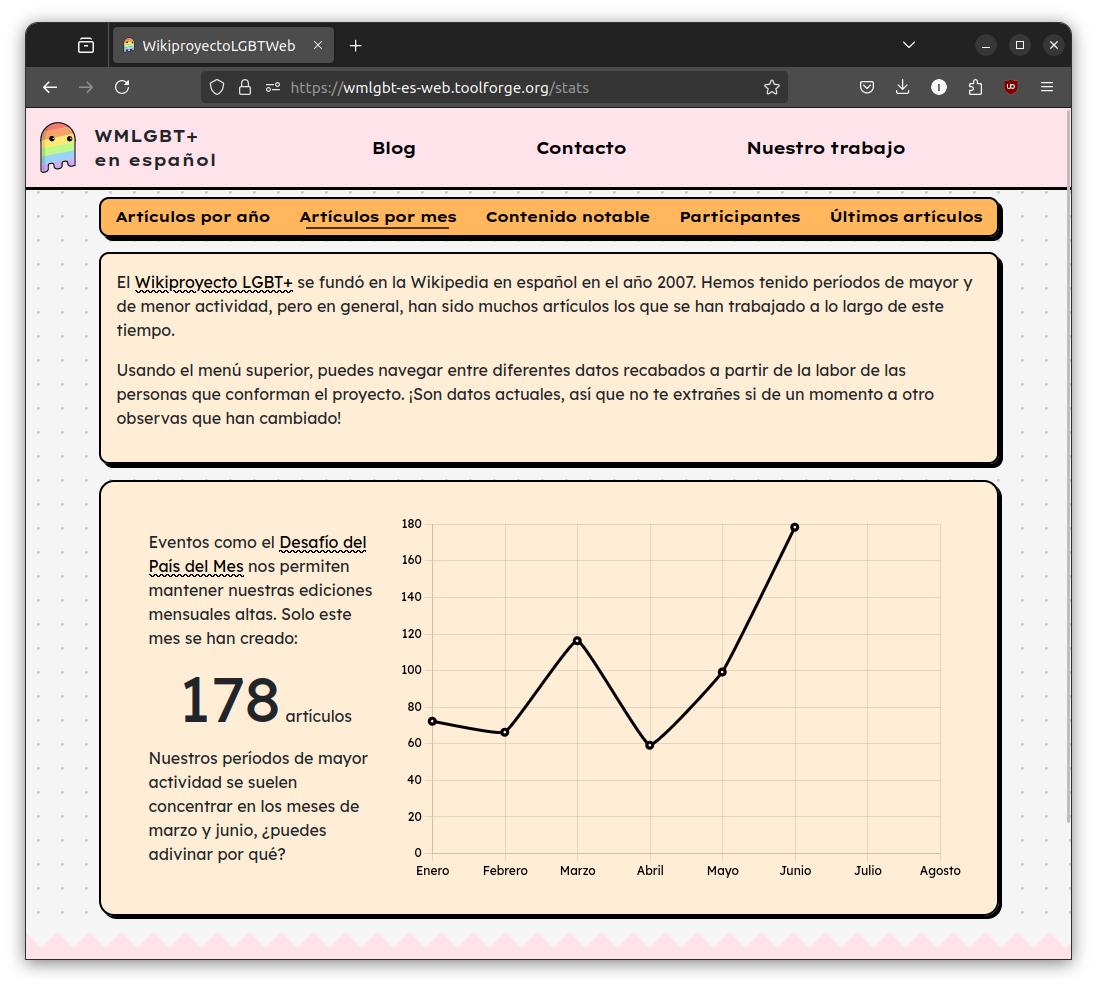 WikiproyectoLGBTWeb
https://wmlgbt-es-web.toolforge.org/stats
WMLGBT+
en español
Blog
Contacto
Nuestro trabajo
Artículos por año
Artículos por mes
Contenido notable
Participantes
Últimos artículos
El Wikiproyecto LGBT+ se fundó en la Wikipedia en español en el año 2007. Hemos tenido períodos de mayor y
de menor actividad, pero en general, han sido muchos artículos los que se han trabajado a lo largo de este
tiempo.
Usando el menú superior, puedes navegar entre diferentes datos recabados a partir de la labor de las
personas que conforman el proyecto. ¡Son datos actuales, así que no te extrañes si de un momento a otro
observas que han cambiado!
Eventos como el Desafío del
País del Mes nos permiten
mantener nuestras ediciones
mensuales altas. Solo este
mes se han creado:
178 artículos
Nuestros períodos de mayor
actividad se suelen
concentrar en los meses de
marzo y junio, ¿puedes
adivinar por qué?
180
160
140
120
100
80
60
40
20
0
Enero Febrero Marzo Abril Mayo Junio Julio Agosto